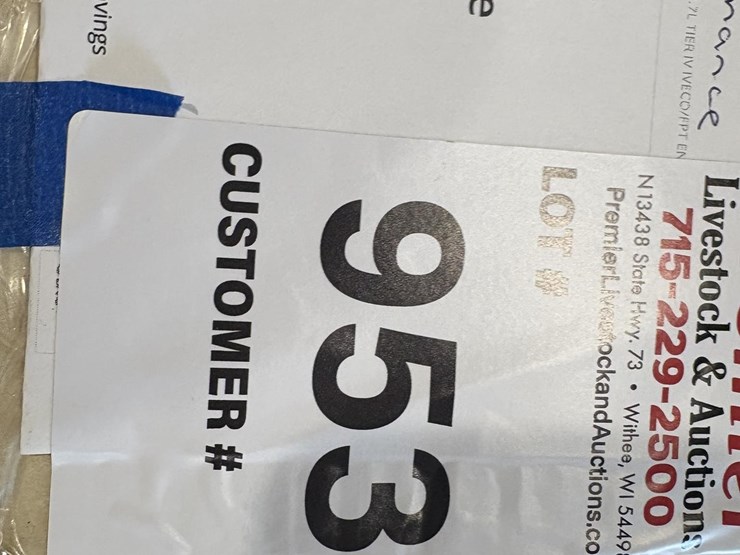 mance
.7L TIER IV IVECO/FPT EN
e
vings
Livestock & Auctions
715-229-2500
N13438 State Hwy. 73 • Withee, WI 5449
PremierLivestockandAuctions.co
LOT #
953
CUSTOMER #